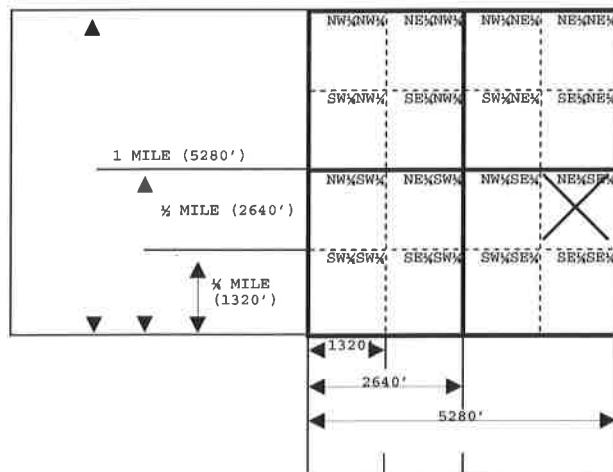 NW¼NW¼ NE¼NW¼ NW¼NE¼ NE¼NE¼
SW¼NW¼ SE¼NW¼ SW¼NE¼ SE¼NE¼
1 MILE (5280')
NW¼SW¼ NE¼SW¼ NW¼SE¼ NE¼SE¼
½ MILE (2640')
SW¼SW¼ SE¼SW¼ SW¼SE¼ SE¼SE¼
¼ MILE
(1320')
1320'
2640'
5280'